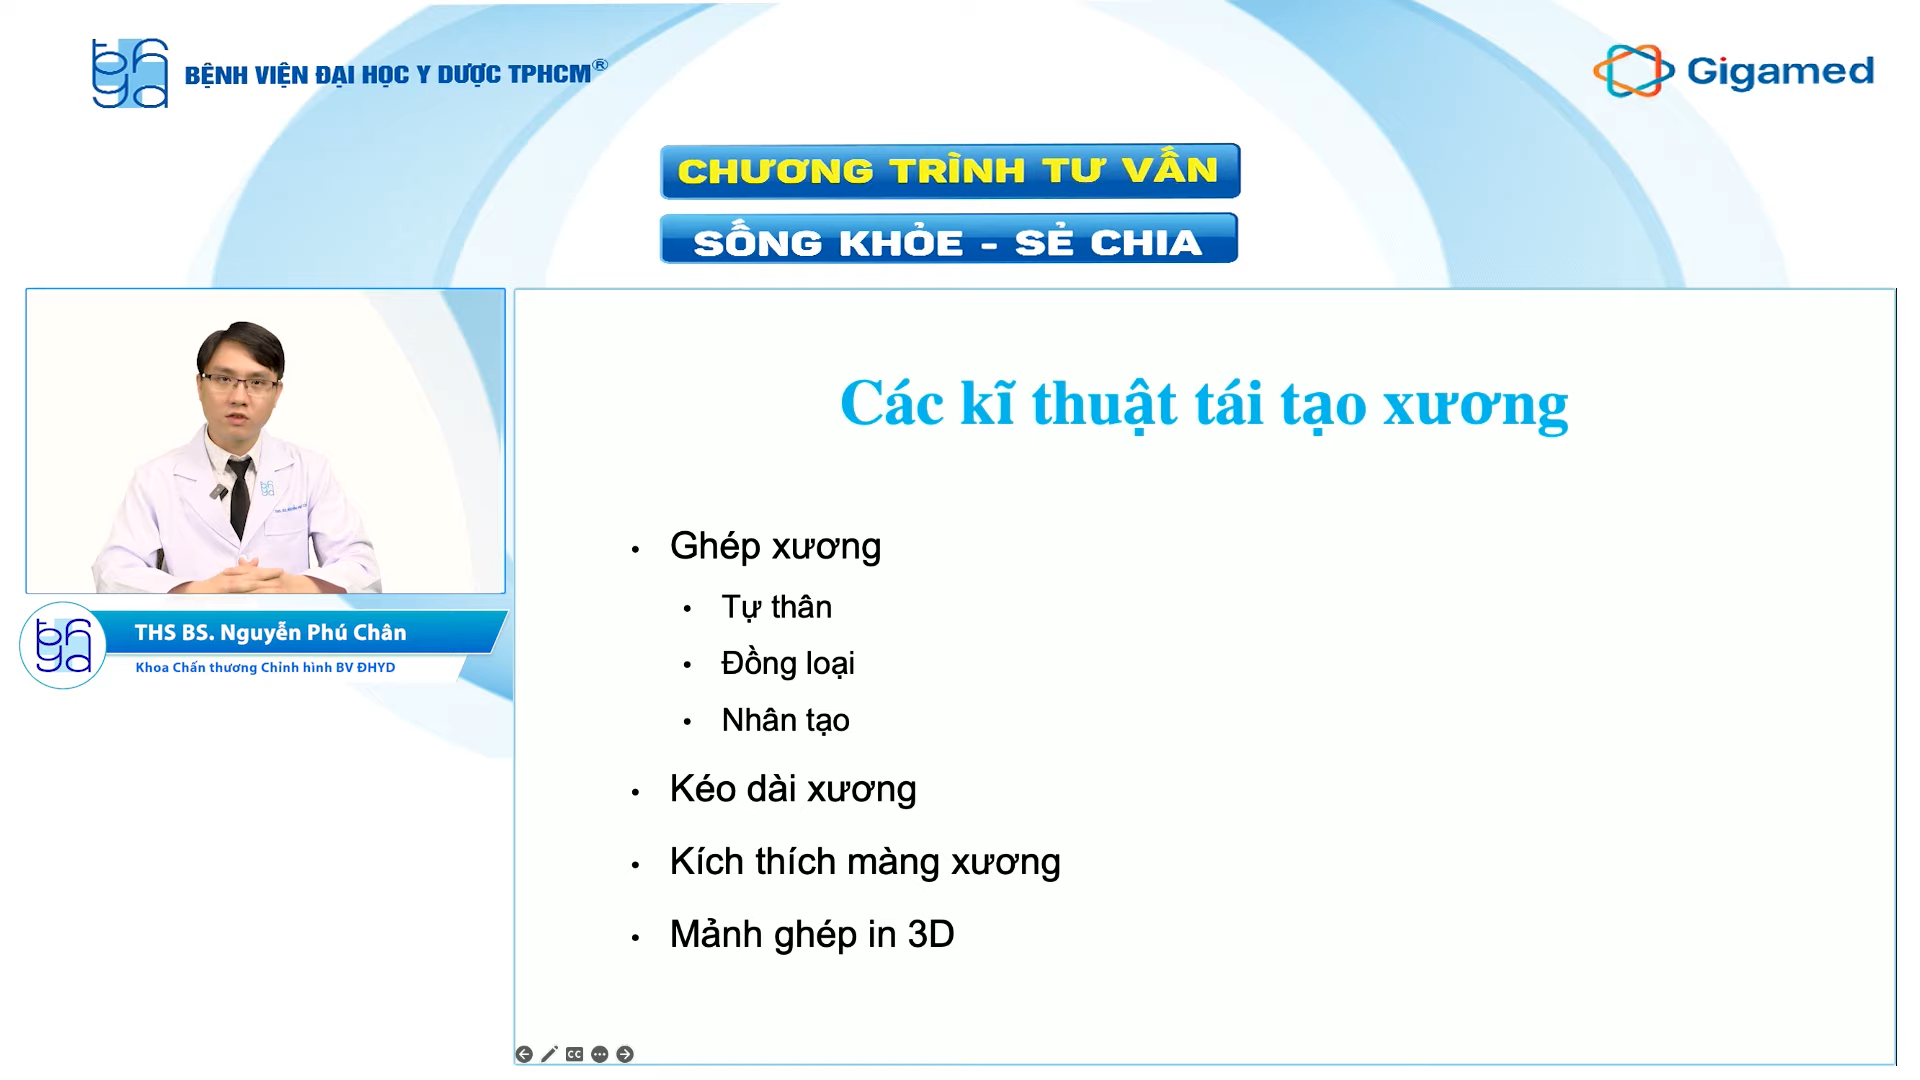 BỆNH VIỆN ĐẠI HỌC Y DƯỢC TPHCM®
Gigamed
CHƯƠNG TRÌNH TƯ VẤN
SỐNG KHỎE - SẺ CHIA
THS BS. Nguyễn Phú Chân
Khoa Chấn thương Chỉnh hình BV ĐHYD
Các kĩ thuật tái tạo xương
• Ghép xương
• Tự thân
• Đồng loại
• Nhân tạo
• Kéo dài xương
• Kích thích màng xương
• Mảnh ghép in 3D
CC